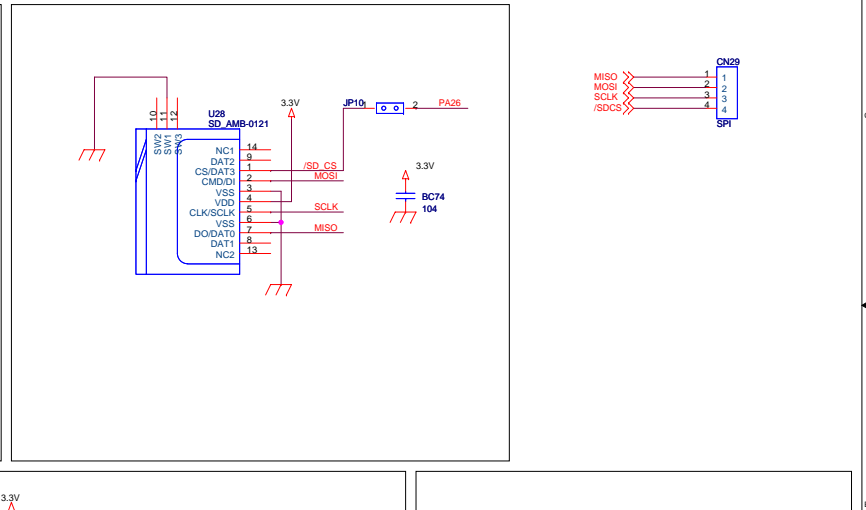 CN29
MISO 1 1
MOSI 2 2
SCLK 3 3
/SDCS 4 4
SPI
3.3V
JP10 1 2 PA26
U28
SD_AMB-0121
10 11 12
SW2 SW1 SW3
NC1 14
DAT2 9
CS/DAT3 1 /SD_CS
CMD/DI 2 MOSI
VSS 3
VDD 4
CLK/SCLK 5 SCLK
VSS 6
DO/DAT0 7 MISO
DAT1 8
NC2 13
3.3V
BC74
104
3.3V